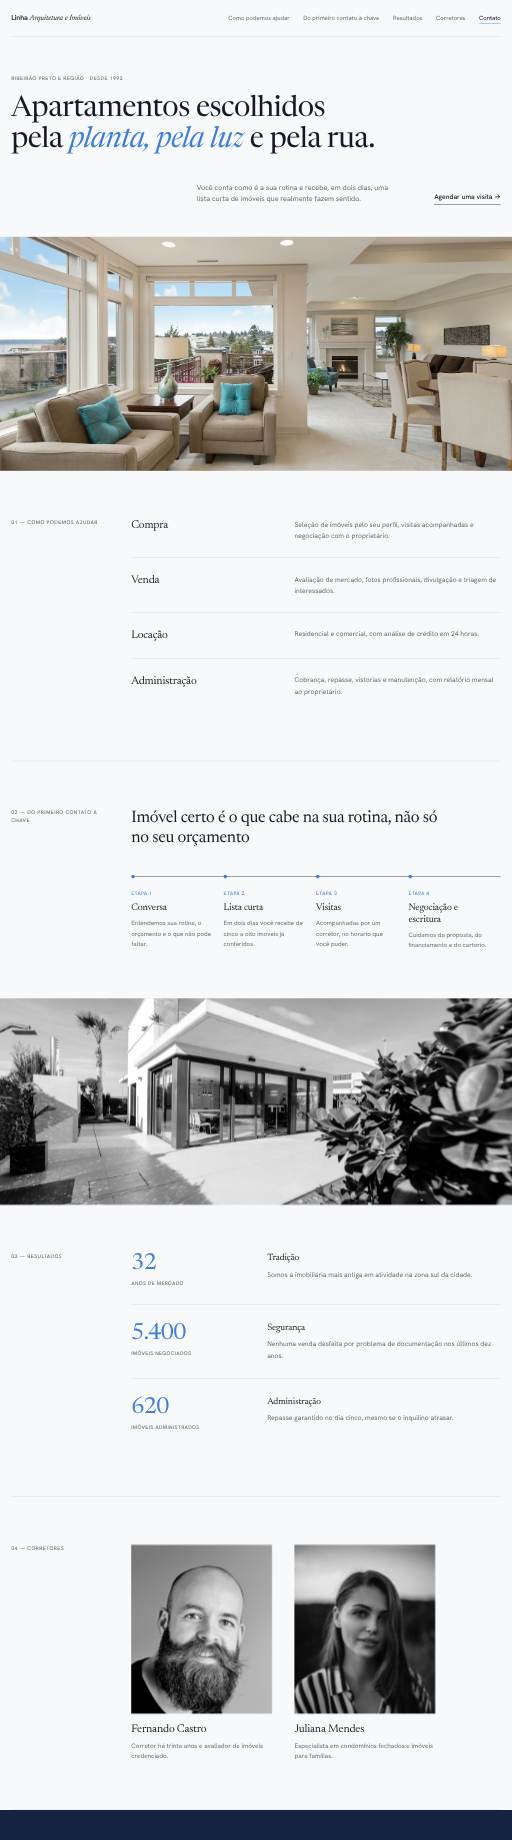 Linha Arquitetura e Imóveis
Como podemos ajudar
Do primeiro contato à chave
Resultados
Corretores
Contato
RIBEIRÃO PRETO E REGIÃO · DESDE 1992
Apartamentos escolhidos
pela planta, pela luz e pela rua.
Você conta como é a sua rotina e recebe, em dois dias, uma
lista curta de imóveis que realmente fazem sentido.
Agendar uma visita →
01 — COMO PODEMOS AJUDAR
Compra
Seleção de imóveis pelo seu perfil, visitas acompanhadas e
negociação com o proprietário.
Venda
Avaliação de mercado, fotos profissionais, divulgação e triagem de
interessados.
Locação
Residencial e comercial, com análise de crédito em 24 horas.
Administração
Cobrança, repasse, vistorias e manutenção, com relatório mensal
ao proprietário.
02 — DO PRIMEIRO CONTATO À
CHAVE
Imóvel certo é o que cabe na sua rotina, não só
no seu orçamento
ETAPA 1
Conversa
Entendemos sua rotina, o
orçamento e o que não pode
faltar.
ETAPA 2
Lista curta
Em dois dias você recebe de
cinco a oito imóveis já
conferidos.
ETAPA 3
Visitas
Acompanhadas por um
corretor, no horário que
você puder.
ETAPA 4
Negociação e
escritura
Cuidamos da proposta, do
financiamento e do cartório.
03 — RESULTADOS
32
ANOS DE MERCADO
Tradição
Somos a imobiliária mais antiga em atividade na zona sul da cidade.
5.400
IMÓVEIS NEGOCIADOS
Segurança
Nenhuma venda desfeita por problema de documentação nos últimos dez
anos.
620
IMÓVEIS ADMINISTRADOS
Administração
Repasse garantido no dia cinco, mesmo se o inquilino atrasar.
04 — CORRETORES
Fernando Castro
Corretor há trinta anos e avaliador de imóveis
credenciado.
Juliana Mendes
Especialista em condomínios fechados e imóveis
para famílias.